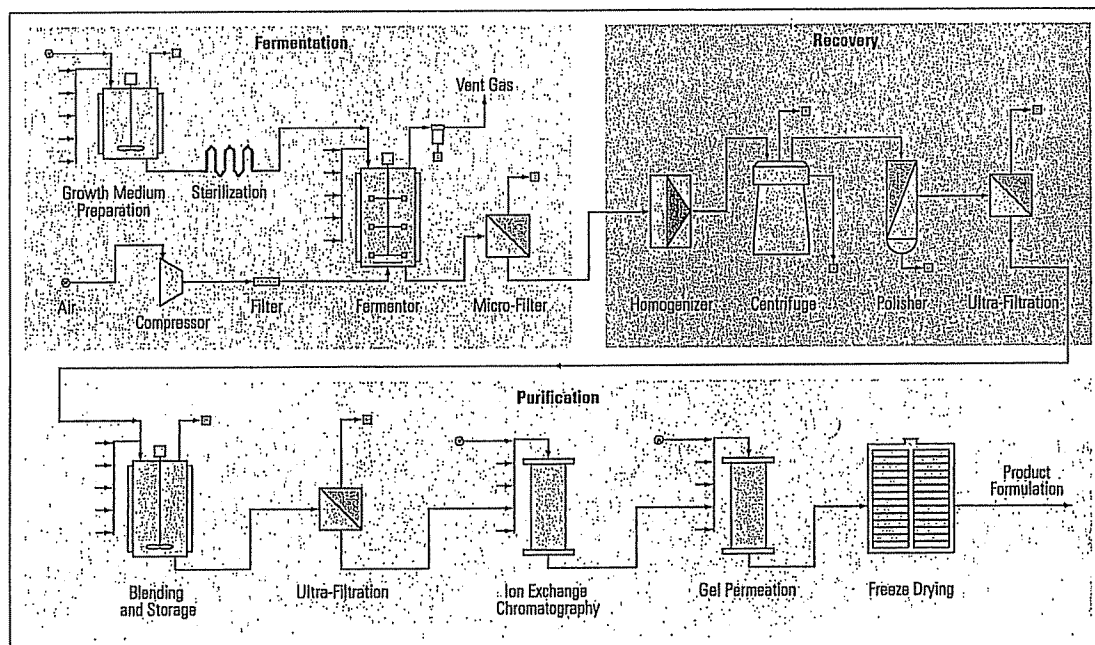 Fermentation
Vent Gas
Growth Medium
Preparation
Sterilization
Air
Compressor
Filter
Fermentor
Micro-Filter
Recovery
Homogenizer
Centrifuge
Polisher
Ultra-Filtration
Purification
Blending
and Storage
Ultra-Filtration
Ion Exchange
Chromatography
Gel Permeation
Freeze Drying
Product
Formulation